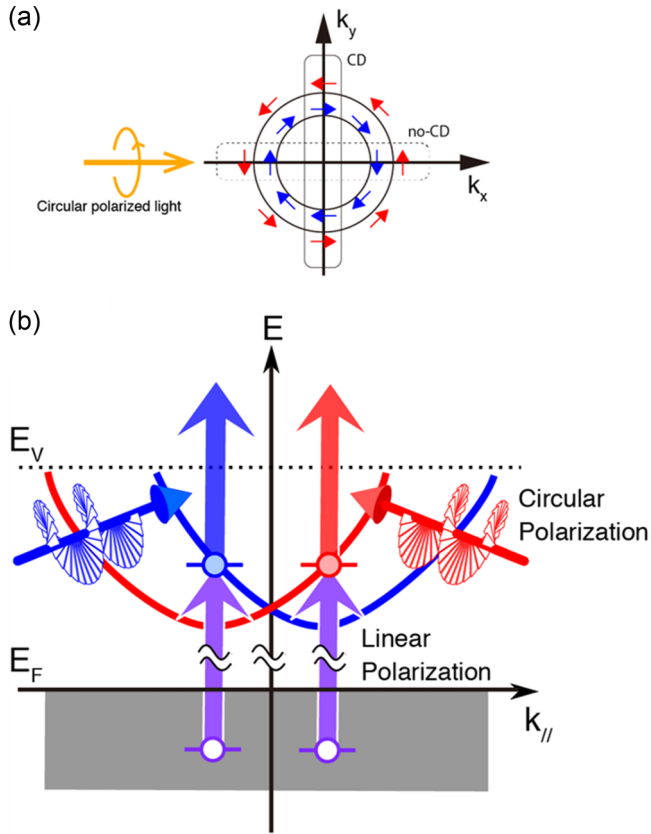 (a)
k_y
CD
no-CD
k_x
Circular polarized light
(b)
E
E_V
Circular
Polarization
Linear
Polarization
E_F
k_//